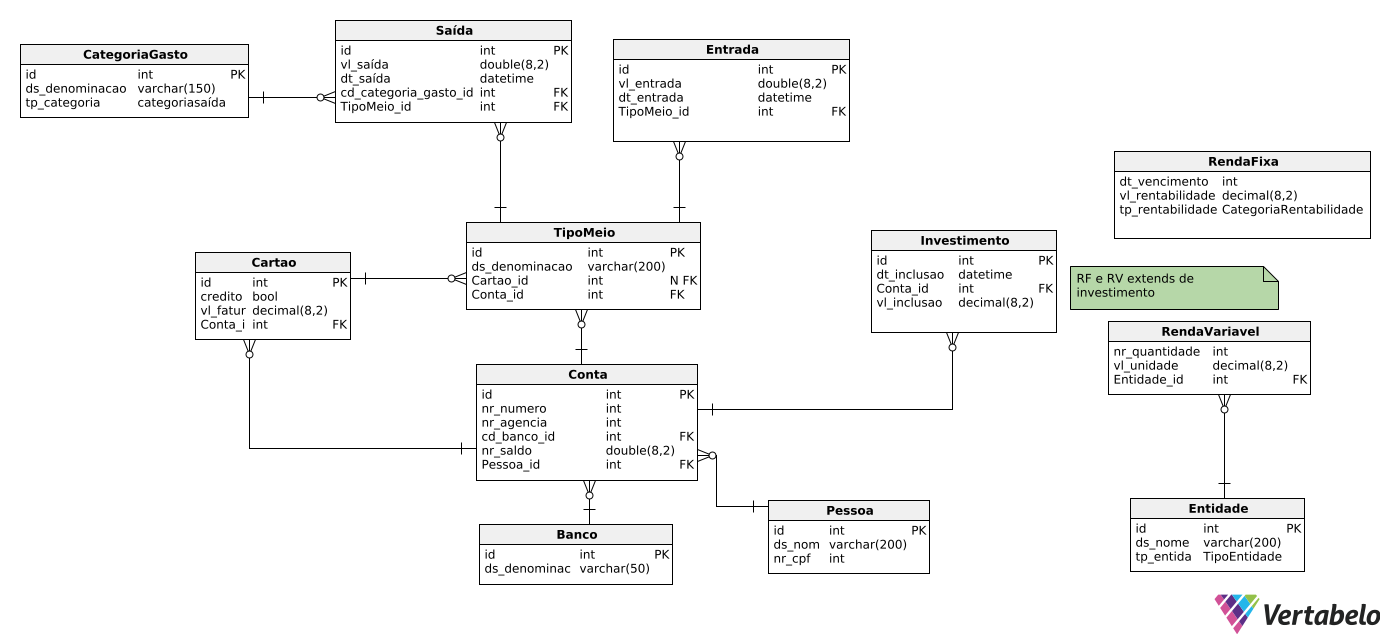 CategoriaGasto
id int PK
ds_denominacao varchar(150)
tp_categoria categoriasaída
Saída
id int PK
vl_saída double(8,2)
dt_saída datetime
cd_categoria_gasto_id int FK
TipoMeio_id int FK
Entrada
id int PK
vl_entrada double(8,2)
dt_entrada datetime
TipoMeio_id int FK
RendaFixa
dt_vencimento int
vl_rentabilidade decimal(8,2)
tp_rentabilidade CategoriaRentabilidade
Cartao
id int PK
credito bool
vl_fatur decimal(8,2)
Conta_i int FK
TipoMeio
id int PK
ds_denominacao varchar(200)
Cartao_id int N FK
Conta_id int FK
Investimento
id int PK
dt_inclusao datetime
Conta_id int FK
vl_inclusao decimal(8,2)
RF e RV extends de
investimento
RendaVariavel
nr_quantidade int
vl_unidade decimal(8,2)
Entidade_id int FK
Conta
id int PK
nr_numero int
nr_agencia int
cd_banco_id int FK
nr_saldo double(8,2)
Pessoa_id int FK
Banco
id int PK
ds_denominac varchar(50)
Pessoa
id int PK
ds_nom varchar(200)
nr_cpf int
Entidade
id int PK
ds_nome varchar(200)
tp_entida TipoEntidade
Vertabelo